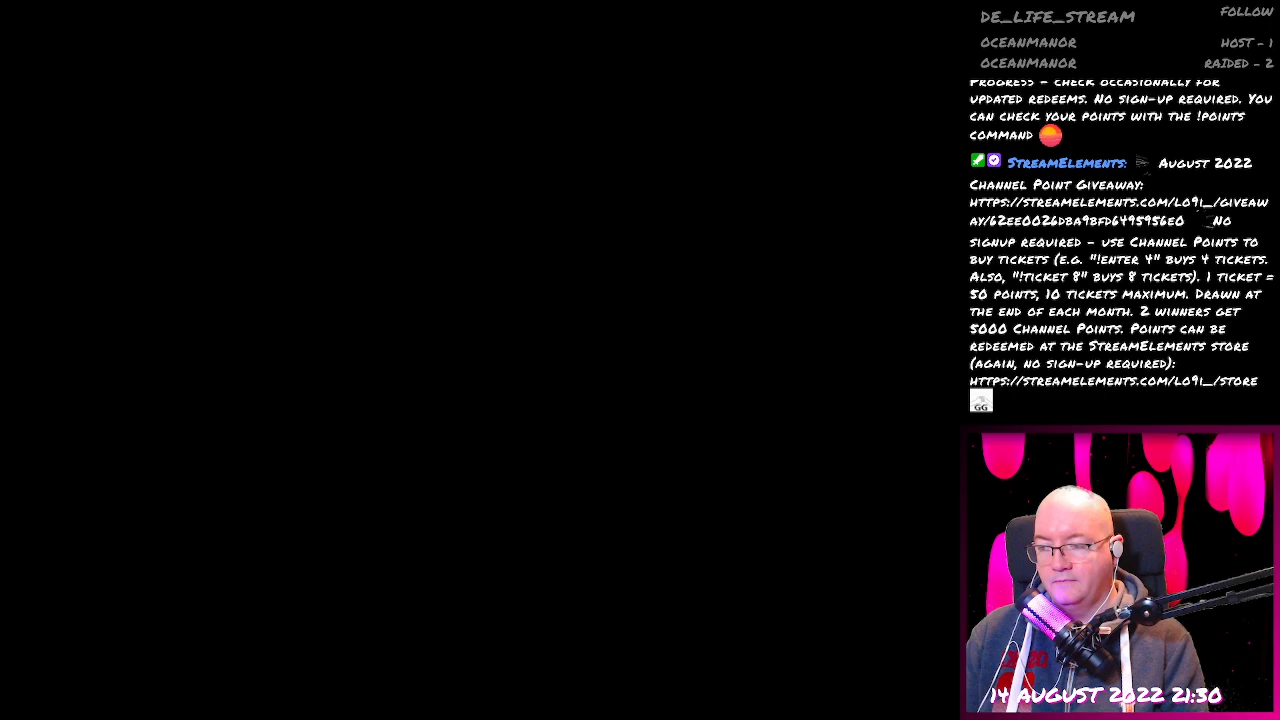 DE_LIFE_STREAM FOLLOW
OCEANMANOR HOST - 1
OCEANMANOR RAIDED - 2
PROGRESS - CHECK OCCASIONALLY FOR
UPDATED REDEEMS. NO SIGN-UP REQUIRED. YOU
CAN CHECK YOUR POINTS WITH THE !POINTS
COMMAND
STREAMELEMENTS: AUGUST 2022
CHANNEL POINT GIVEAWAY:
HTTPS://STREAMELEMENTS.COM/LO9I_/GIVEAW
AY/62EE0026DBA9BFD6495956E0 NO
SIGNUP REQUIRED - USE CHANNEL POINTS TO
BUY TICKETS (E.G. "!ENTER 4" BUYS 4 TICKETS.
ALSO, "!TICKET 8" BUYS 8 TICKETS). 1 TICKET =
50 POINTS, 10 TICKETS MAXIMUM. DRAWN AT
THE END OF EACH MONTH. 2 WINNERS GET
5000 CHANNEL POINTS. POINTS CAN BE
REDEEMED AT THE STREAMELEMENTS STORE
(AGAIN, NO SIGN-UP REQUIRED):
HTTPS://STREAMELEMENTS.COM/LO9I_/STORE
GG
14 AUGUST 2022 21:30